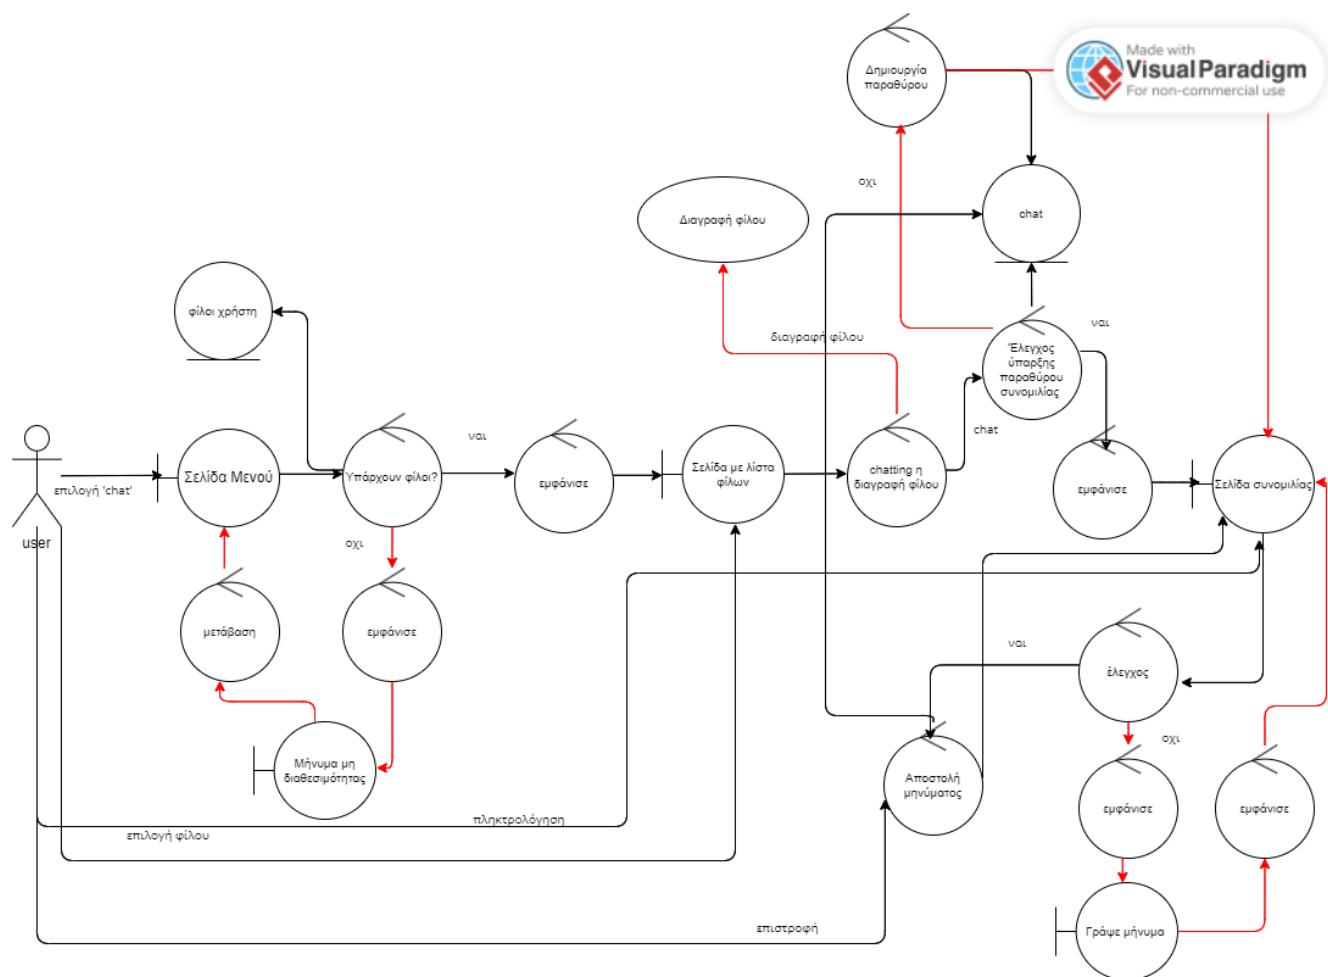 Made with
Visual Paradigm
For non-commercial use
Δημιουργία
παραθύρου
οχι
Διαγραφή φίλου
chat
φίλοι χρήστη
διαγραφή φίλου
ναι
Έλεγχος
ύπαρξης
παραθύρου
συνομιλίας
chat
ναι
επιλογή 'chat'
Σελίδα Μενού
Υπάρχουν φίλοι?
εμφάνισε
Σελίδα με λίστα
φίλων
chatting η
διαγραφή φίλου
εμφάνισε
Σελίδα συνομιλίας
user
οχι
μετάβαση
εμφάνισε
ναι
έλεγχος
οχι
Μήνυμα μη
διαθεσιμότητας
Αποστολή
μηνύματος
εμφάνισε
εμφάνισε
πληκτρολόγηση
επιλογή φίλου
επιστροφή
Γράψε μήνυμα